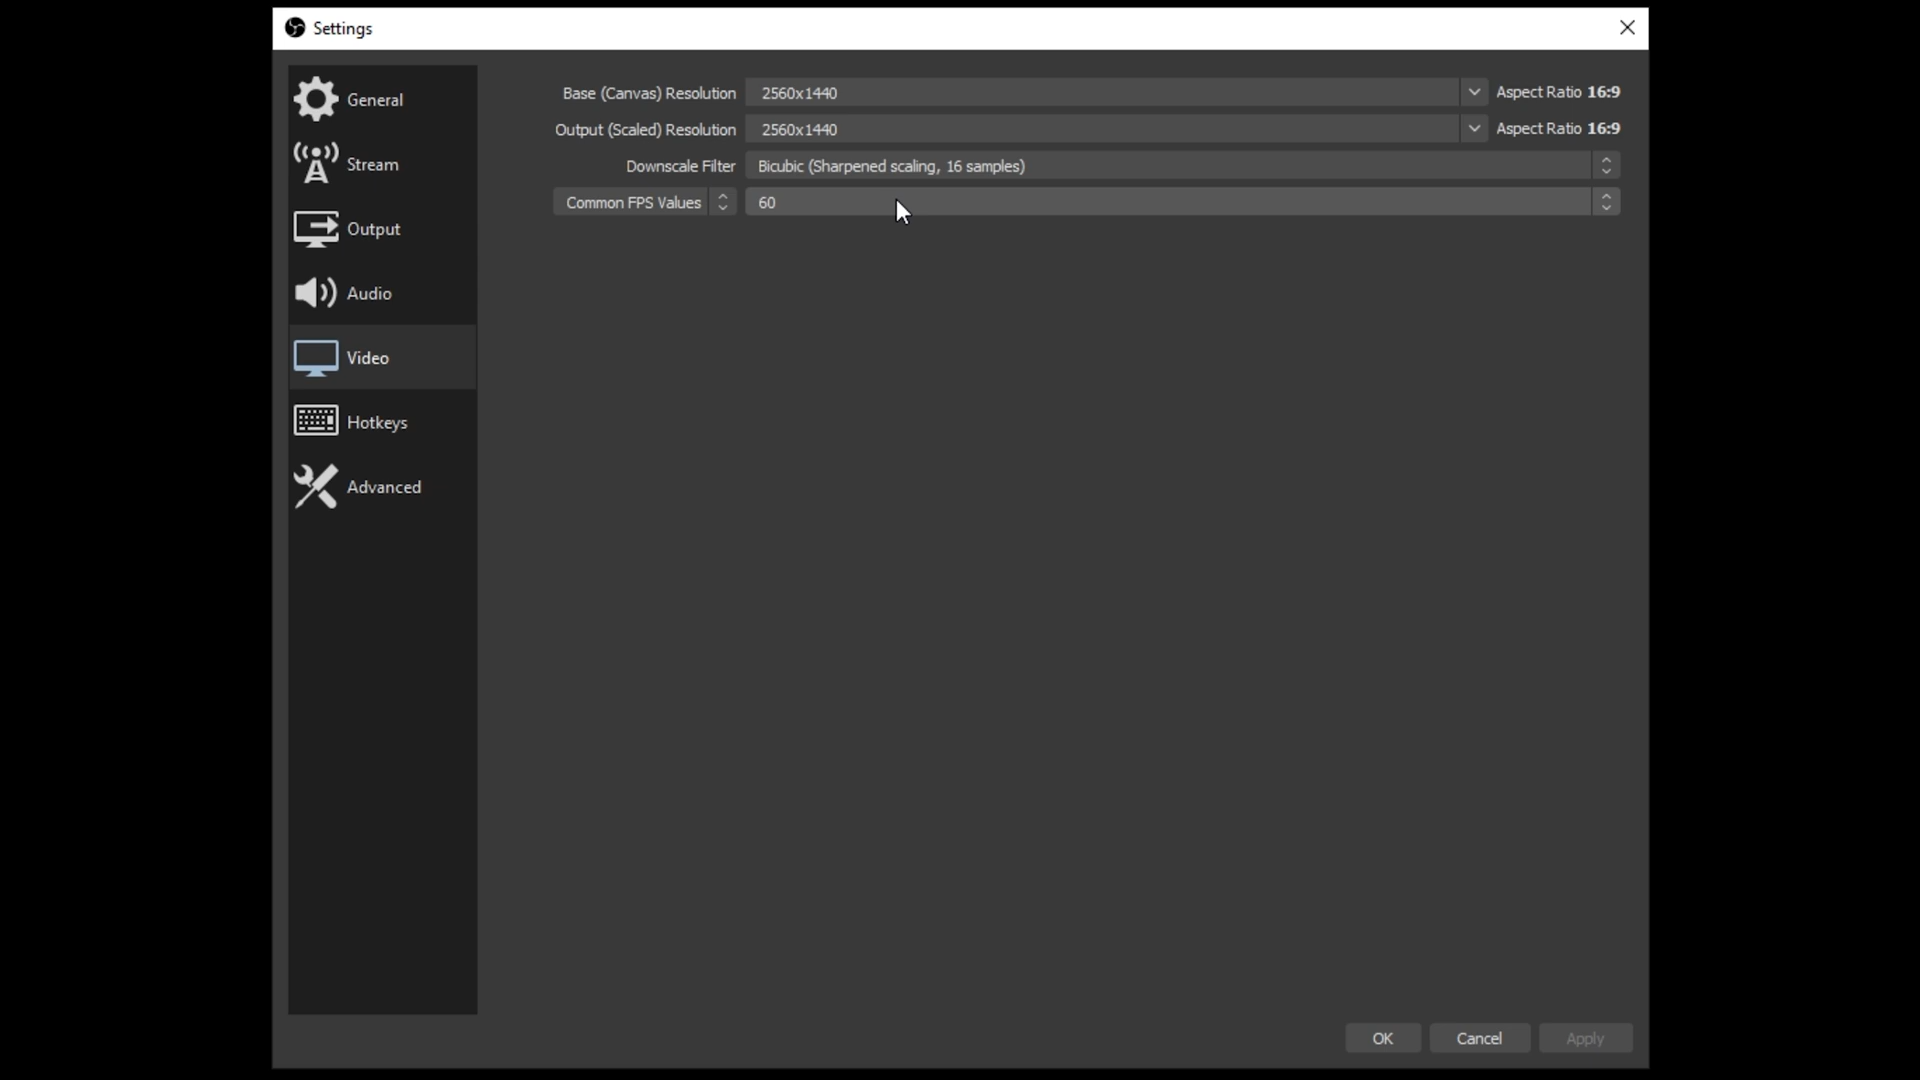 Settings
General
Stream
Output
Audio
Video
Hotkeys
Advanced
Base (Canvas) Resolution 2560x1440 Aspect Ratio 16:9
Output (Scaled) Resolution 2560x1440 Aspect Ratio 16:9
Downscale Filter Bicubic (Sharpened scaling, 16 samples)
Common FPS Values 60
OK Cancel Apply